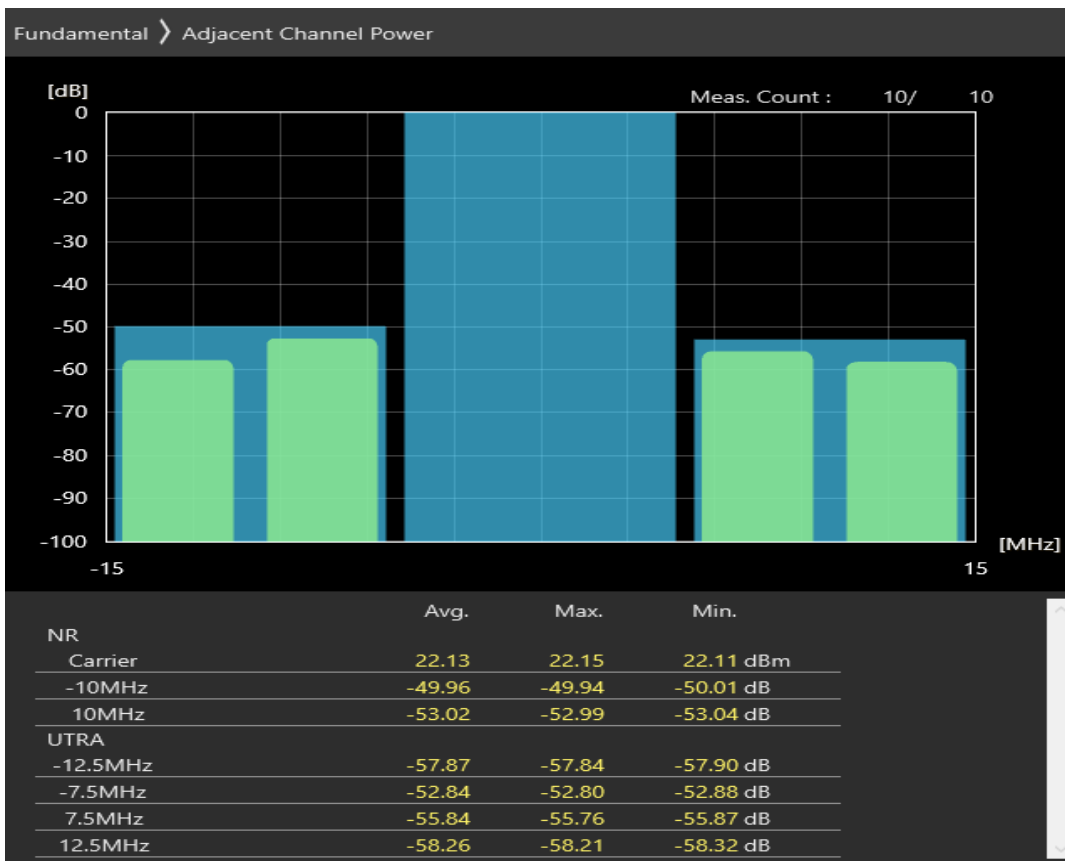 Fundamental 〉 Adjacent Channel Power
[dB]
Meas. Count : 10/ 10
0
-10
-20
-30
-40
-50
-60
-70
-80
-90
-100
[MHz]
-15 15
Avg. Max. Min.
NR
Carrier 22.13 22.15 22.11 dBm
-10MHz -49.96 -49.94 -50.01 dB
10MHz -53.02 -52.99 -53.04 dB
UTRA
-12.5MHz -57.87 -57.84 -57.90 dB
-7.5MHz -52.84 -52.80 -52.88 dB
7.5MHz -55.84 -55.76 -55.87 dB
12.5MHz -58.26 -58.21 -58.32 dB